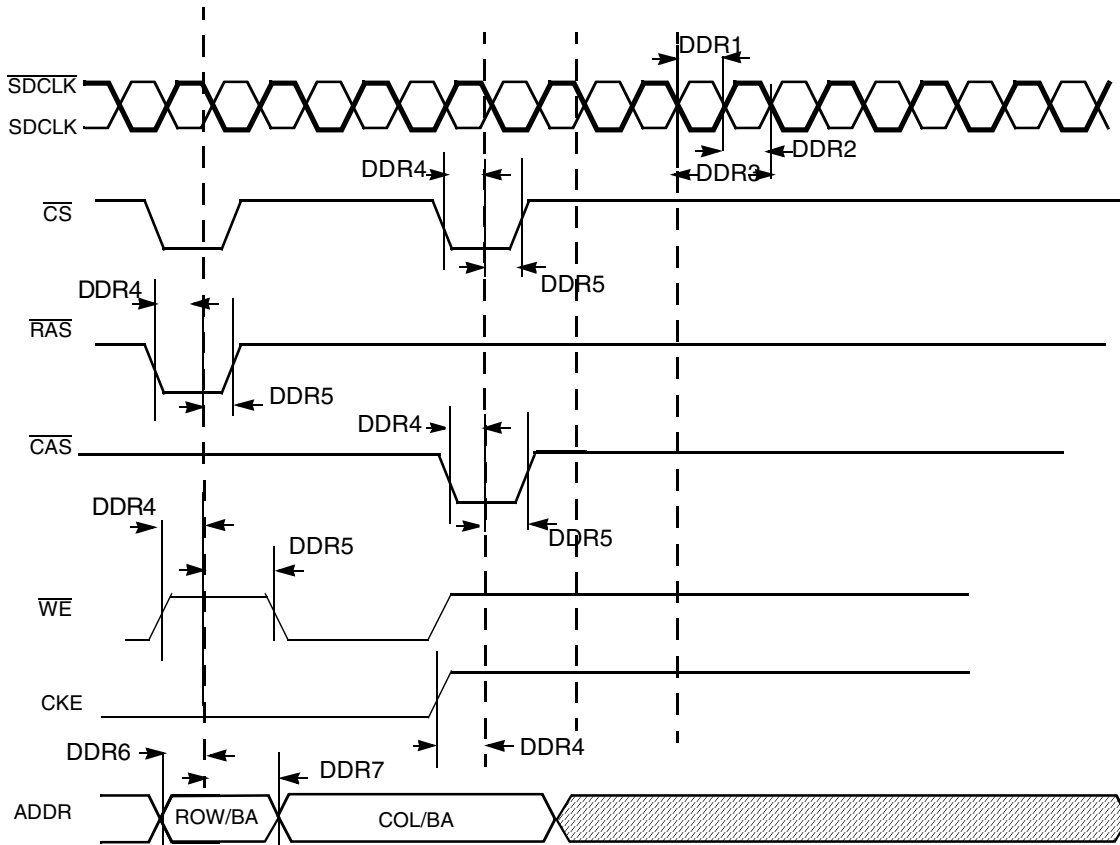 DDR1
SDCLK
SDCLK
DDR2
DDR4
DDR3
CS
DDR5
DDR4
RAS
DDR5
DDR4
CAS
DDR4
DDR5
DDR5
WE
CKE
DDR6
DDR4
DDR7
ADDR
ROW/BA
COL/BA